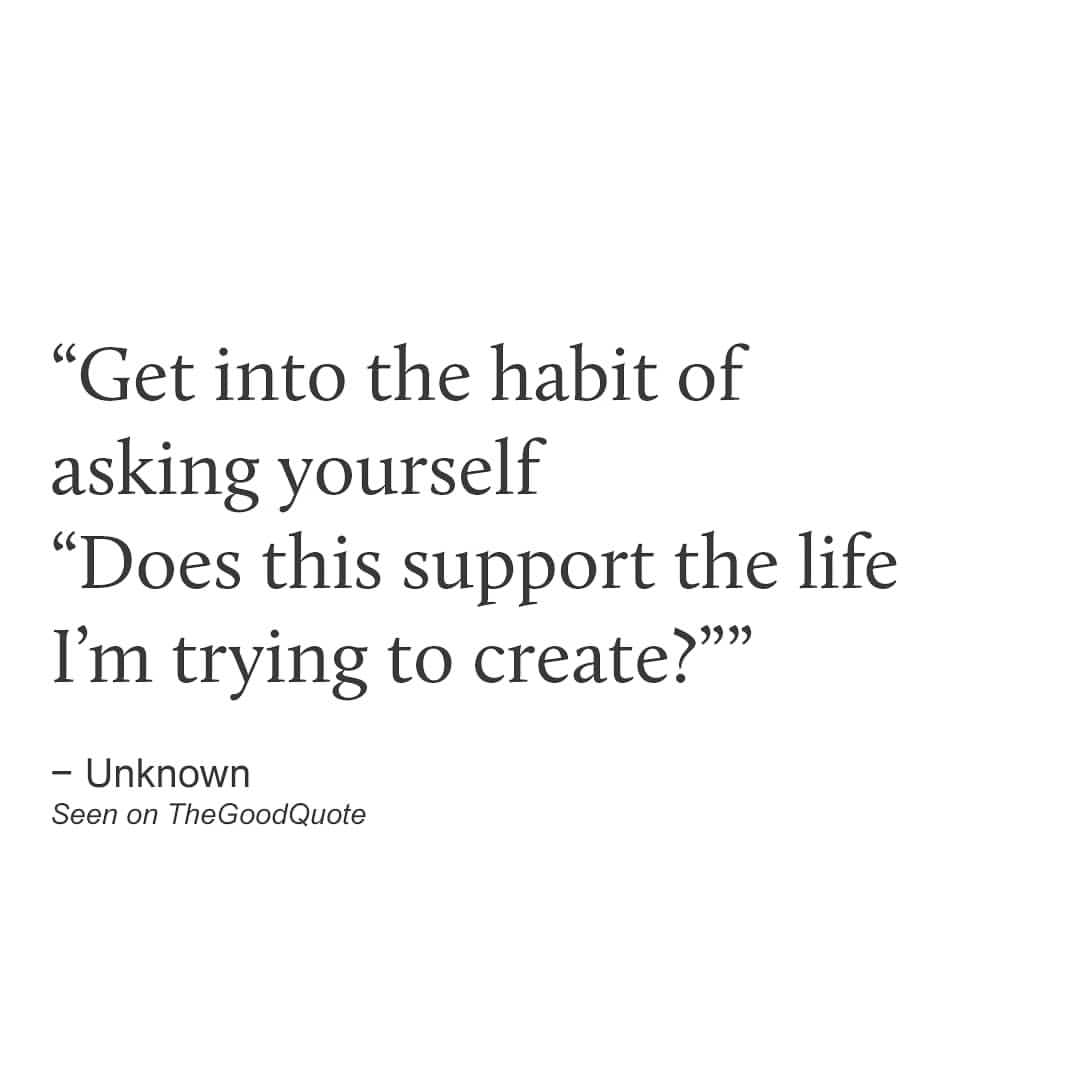 “Get into the habit of
asking yourself
“Does this support the life
I’m trying to create?””
– Unknown
Seen on TheGoodQuote